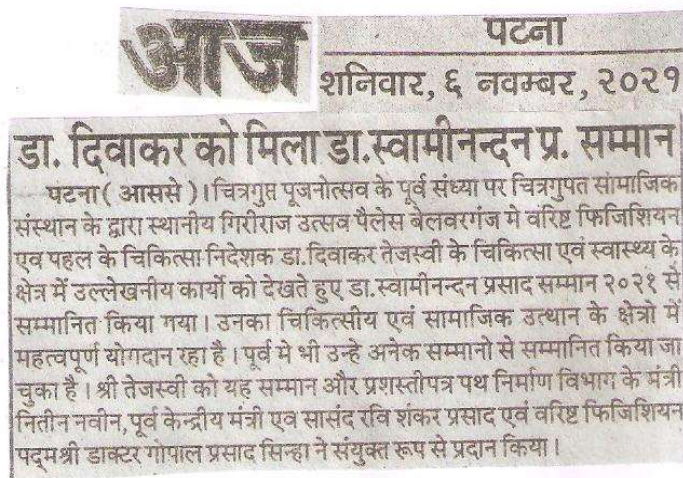 आज
पटना
शनिवार, ६ नवम्बर, २०२१
डा. दिवाकर को मिला डा.स्वामीनन्दन प्र. सम्मान
पटना( आससे )। चित्रगुप्त पूजनोत्सव के पूर्व संध्या पर चित्रगुपत सामाजिक
संस्थान के द्वारा स्थानीय गिरीराज उत्सव पैलेस बेलवरगंज मे वरिष्ट फिजिशियन
एव पहल के चिकित्सा निदेशक डा.दिवाकर तेजस्वी के चिकित्सा एवं स्वास्थ्य के
क्षेत्र में उल्लेखनीय कार्यो को देखते हुए डा.स्वामीनन्दन प्रसाद सम्मान २०२१ से
सम्मानित किया गया। उनका चिकित्सीय एवं सामाजिक उत्थान के क्षेत्रो में
महत्वपूर्ण योगदान रहा है। पूर्व मे भी उन्हे अनेक सम्मानो से सम्मानित किया जा
चुका है। श्री तेजस्वी को यह सम्मान और प्रशस्तीपत्र पथ निर्माण विभाग के मंत्री
नितीन नवीन, पूर्व केन्द्रीय मंत्री एव सासंद रवि शंकर प्रसाद एवं वरिष्ट फिजिशियन
पद्मश्री डाक्टर गोपाल प्रसाद सिन्हा ने संयुक्त रूप से प्रदान किया।